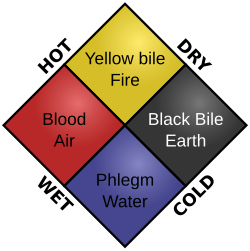 HOT
DRY
Yellow bile
Fire
Blood
Air
Black Bile
Earth
Phlegm
Water
WET
COLD